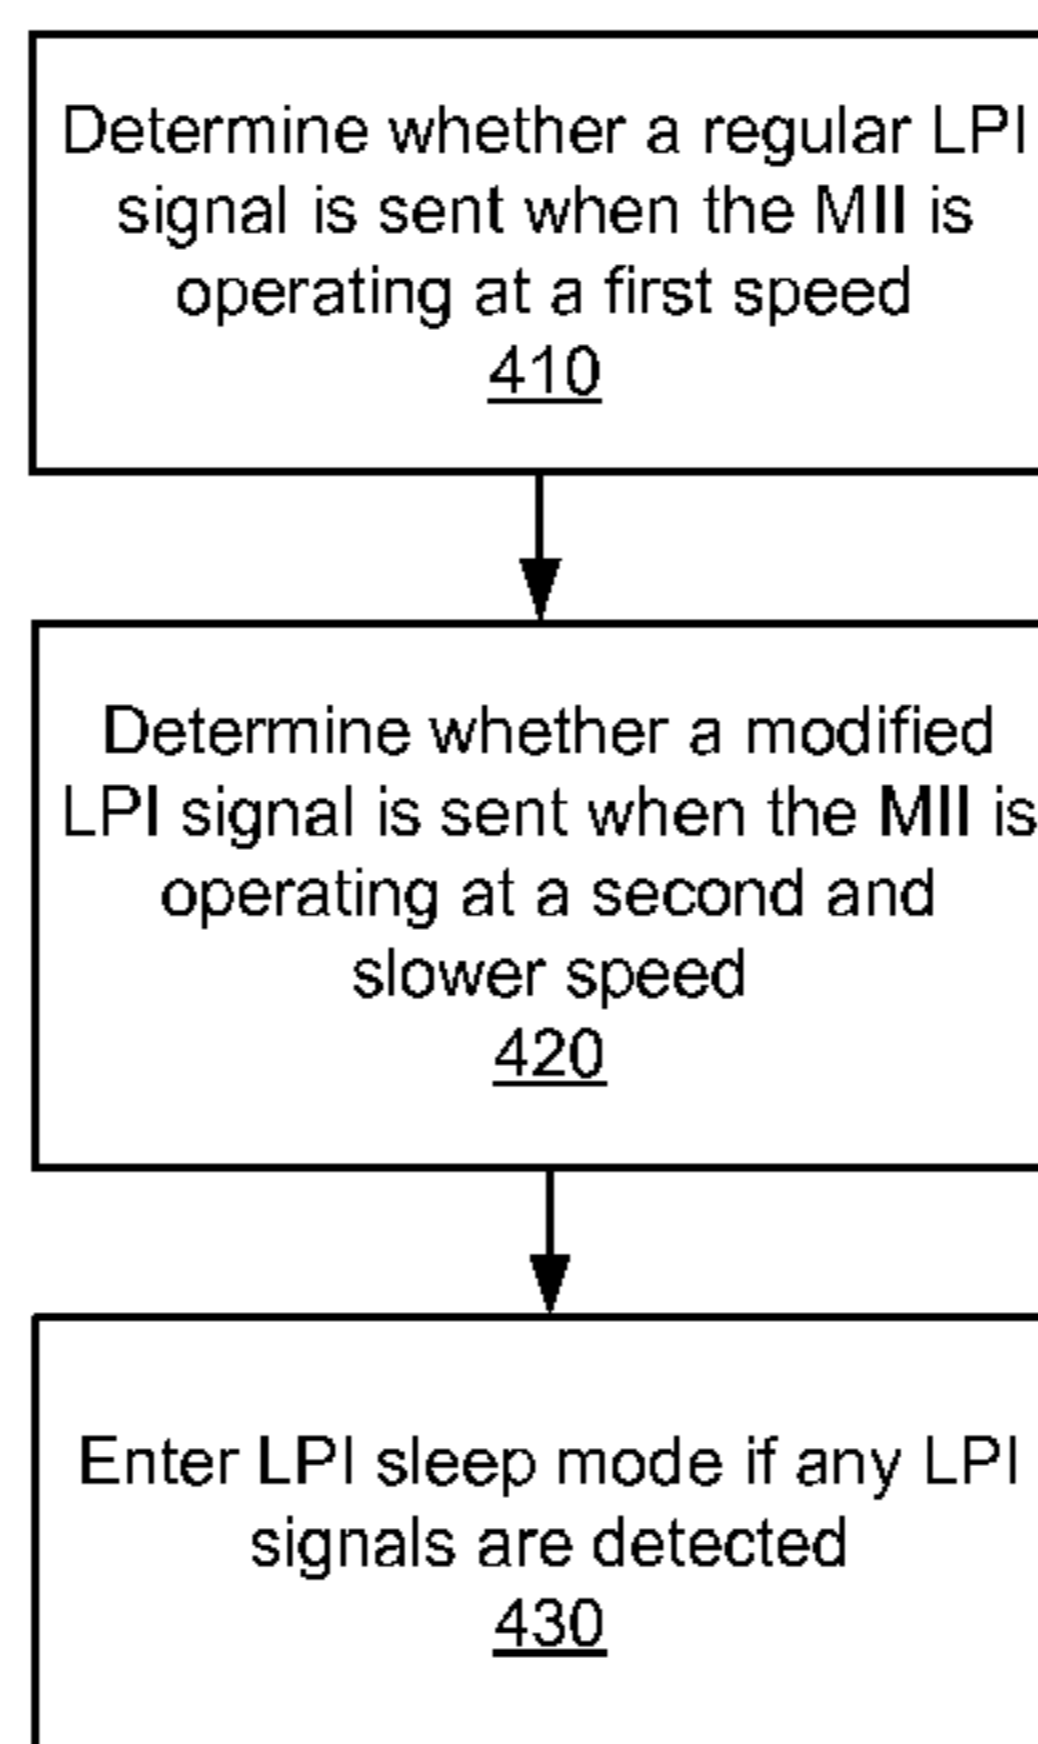 Determine whether a regular LPI
signal is sent when the MII is
operating at a first speed
410
Determine whether a modified
LPI signal is sent when the MII is
operating at a second and
slower speed
420
Enter LPI sleep mode if any LPI
signals are detected
430